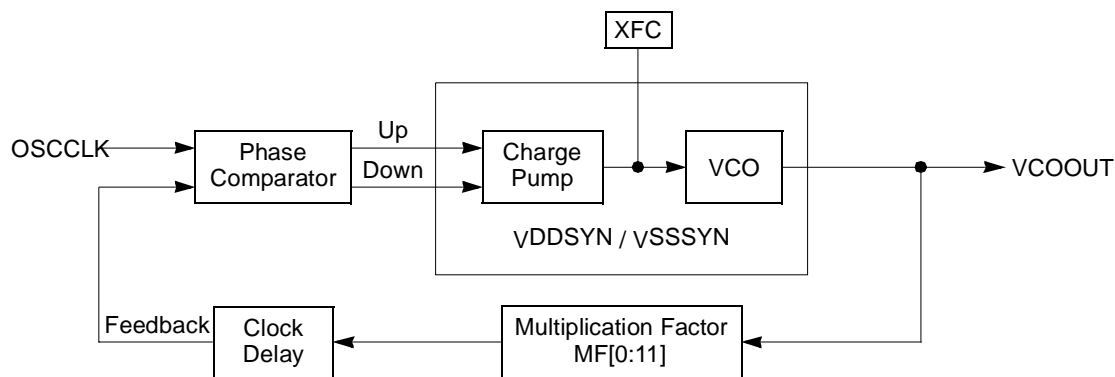 XFC
OSCCLK
Phase
Comparator
Up
Down
Charge
Pump
VCO
VCOOUT
VDDSYN / VSSSYN
Feedback
Clock
Delay
Multiplication Factor
MF[0:11]